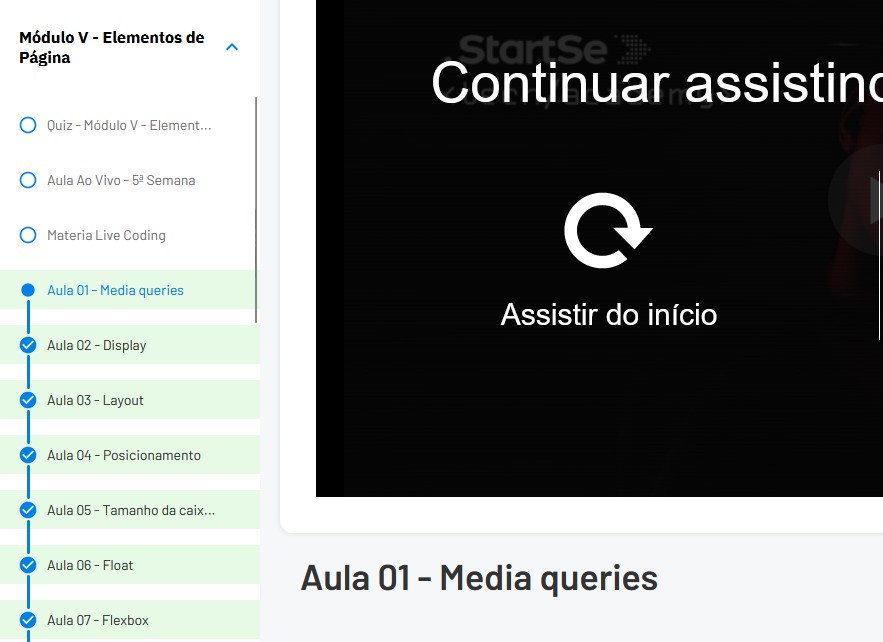 Módulo V - Elementos de
Página
Quiz - Módulo V - Element...
Aula Ao Vivo - 5ª Semana
Materia Live Coding
Aula 01 - Media queries
Aula 02 - Display
Aula 03 - Layout
Aula 04 - Posicionamento
Aula 05 - Tamanho da caix...
Aula 06 - Float
Aula 07 - Flexbox
StartSe
Continuar assistind
Assistir do início
Aula 01 - Media queries